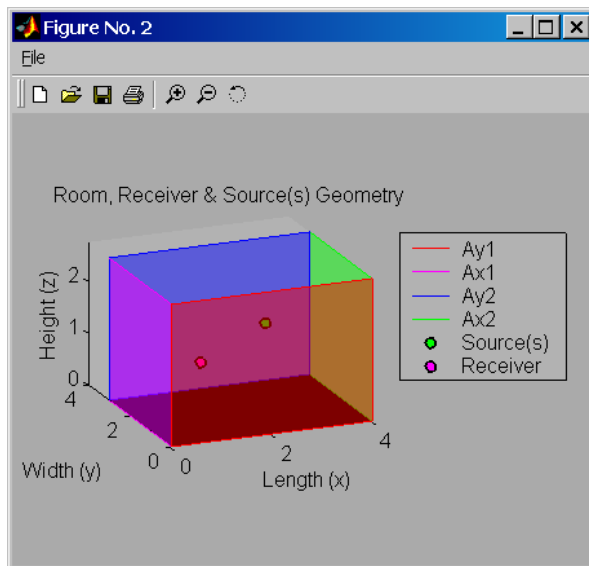 Figure No. 2
File
Room, Receiver & Source(s) Geometry
Height (z)
2
1
0
4
2
0
Width (y)
0
2
4
Length (x)
Ay1
Ax1
Ay2
Ax2
Source(s)
Receiver